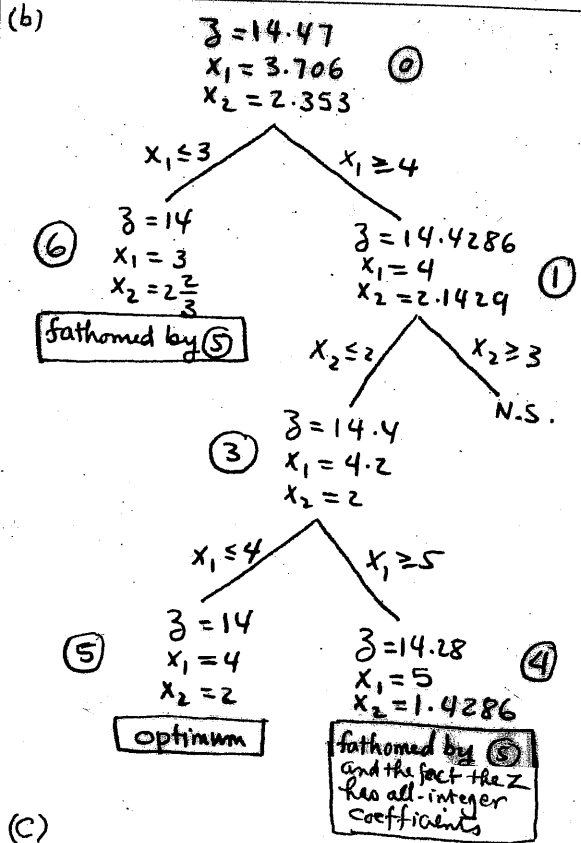 (b)
z = 14.47
x₁ = 3.706
x₂ = 2.353
⓪
x₁ ≤ 3
x₁ ≥ 4
⑥
z = 14
x₁ = 3
x₂ = 2 2/3
fathomed by ⑤
z = 14.4286
x₁ = 4
x₂ = 2.1429
①
x₂ ≤ 2
x₂ ≥ 3
N.S.
③
z = 14.4
x₁ = 4.2
x₂ = 2
x₁ ≤ 4
x₁ ≥ 5
⑤
z = 14
x₁ = 4
x₂ = 2
optimum
z = 14.28
x₁ = 5
x₂ = 1.4286
④
fathomed by ⑤
and the fact the z
has all-integer
coefficients
(C)